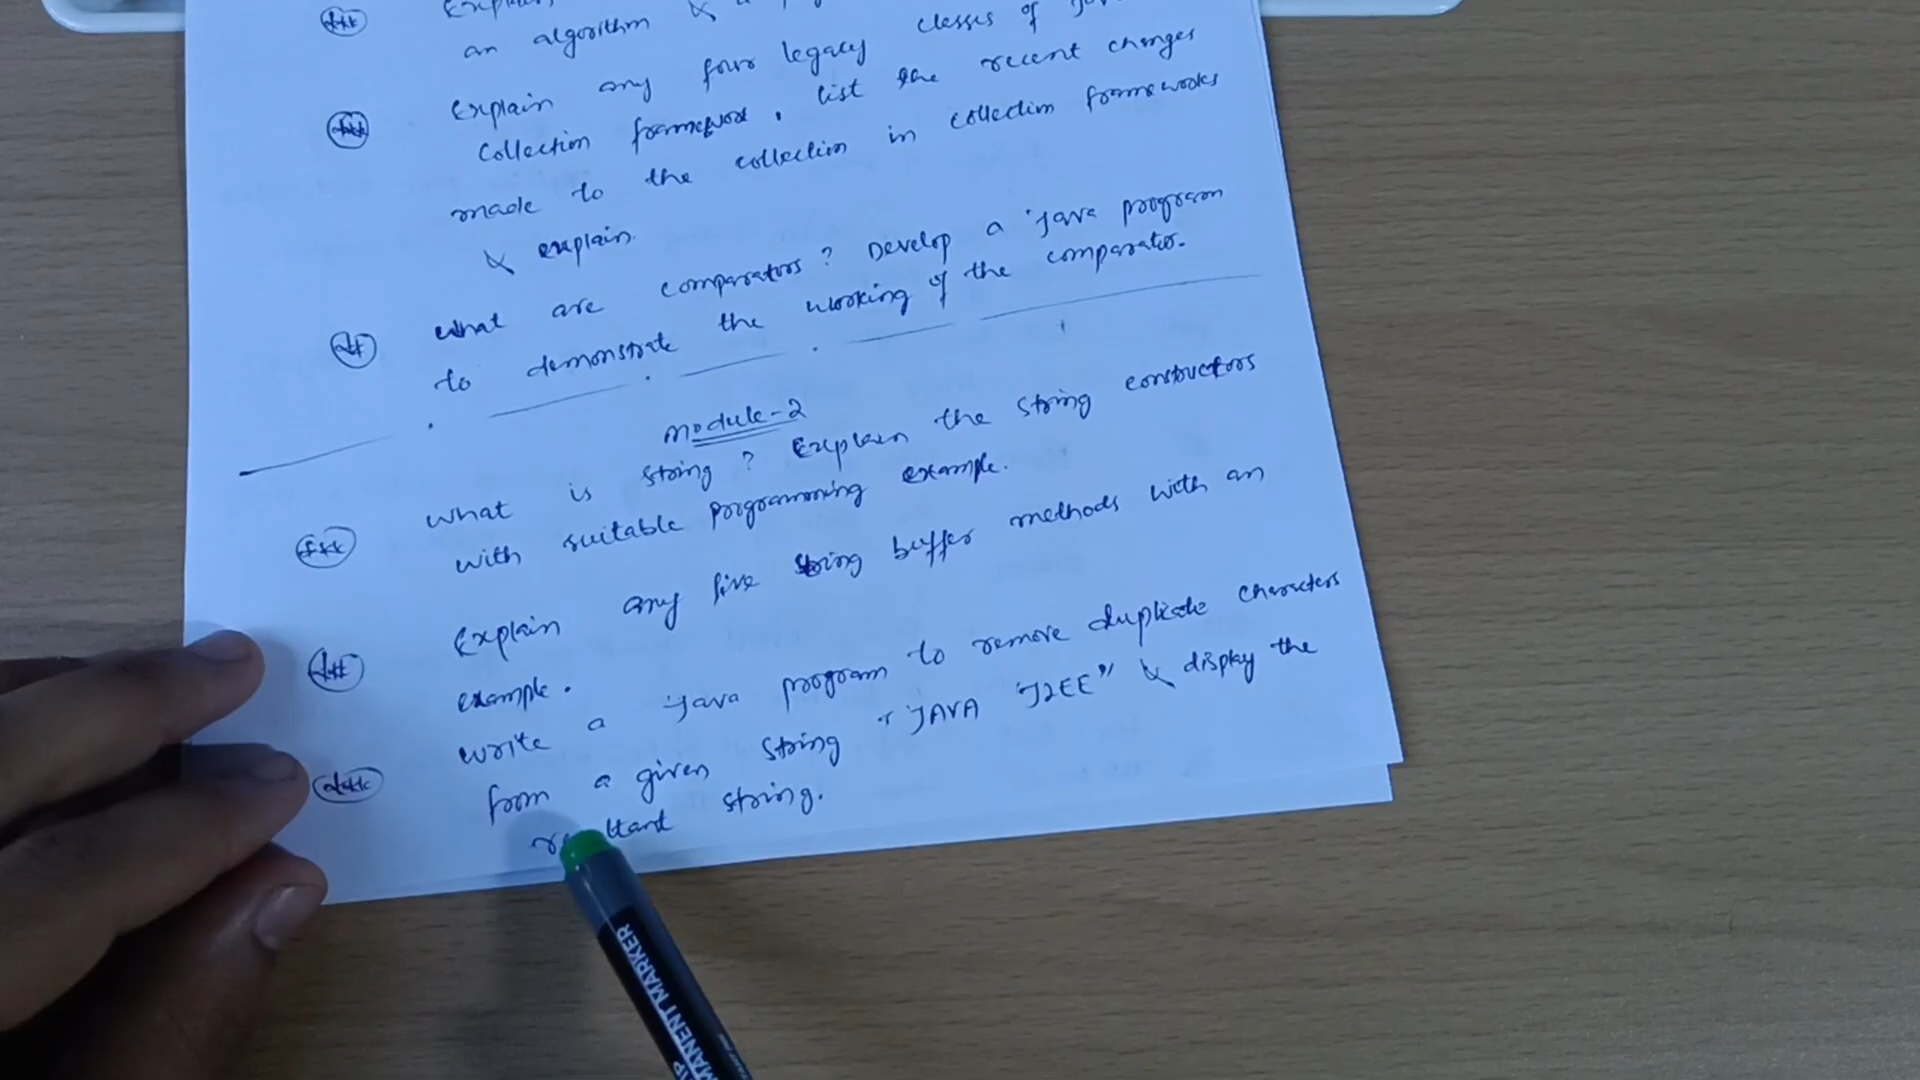 an algorithm &
Explain any four legacy classes of
collection framework. list the recent changes
made to the collection in collection frameworks
& explain.
what are comparators? Develop a Java program
to demonstrate the working of the comparator.
Module-2
what is string? Explain the string constuctors
with suitable programming example.
Explain any five string buffer methods with an
example.
write a Java program to remove duplicate characters
from a given string "JAVA J2EE" & display the
string.
PERMANENT MARKER